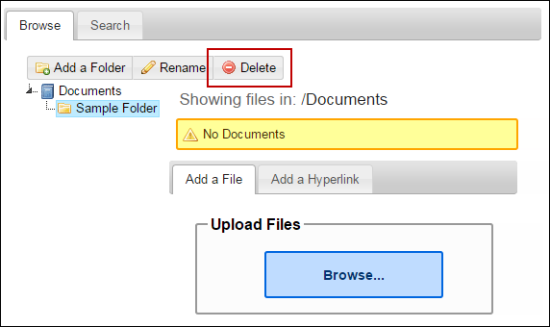 Browse Search
Add a Folder Rename Delete
Documents
Sample Folder
Showing files in: /Documents
No Documents
Add a File Add a Hyperlink
Upload Files
Browse...